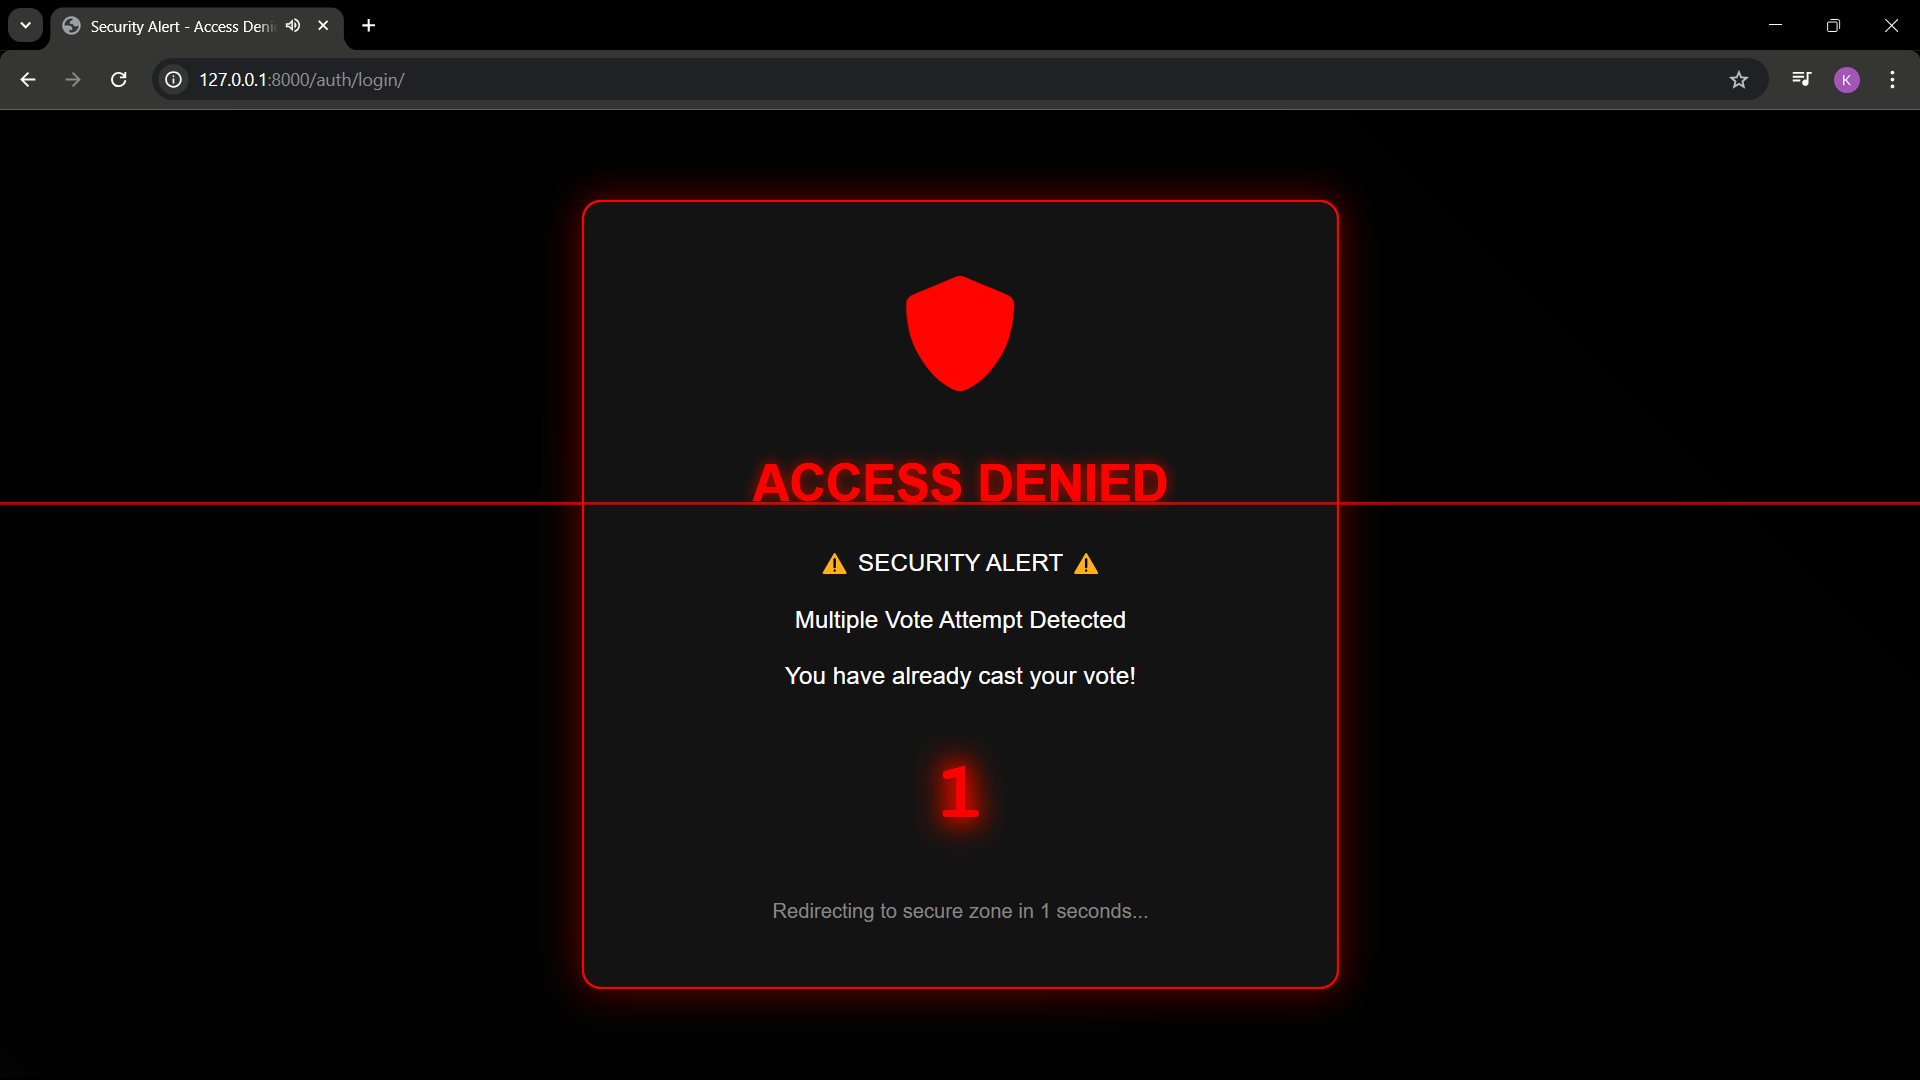 Security Alert - Access Deni
127.0.0.1:8000/auth/login/
K
ACCESS DENIED
⚠ SECURITY ALERT ⚠
Multiple Vote Attempt Detected
You have already cast your vote!
1
Redirecting to secure zone in 1 seconds...